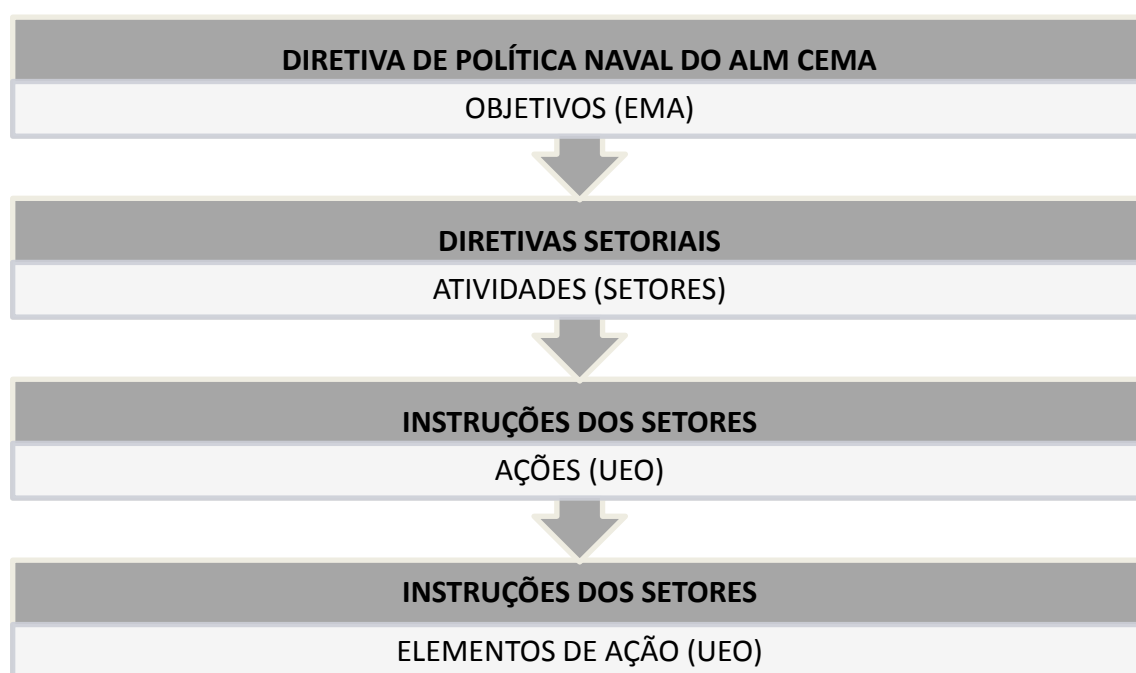 DIRETIVA DE POLÍTICA NAVAL DO ALM CEMA
OBJETIVOS (EMA)
DIRETIVAS SETORIAIS
ATIVIDADES (SETORES)
INSTRUÇÕES DOS SETORES
AÇÕES (UEO)
INSTRUÇÕES DOS SETORES
ELEMENTOS DE AÇÃO (UEO)